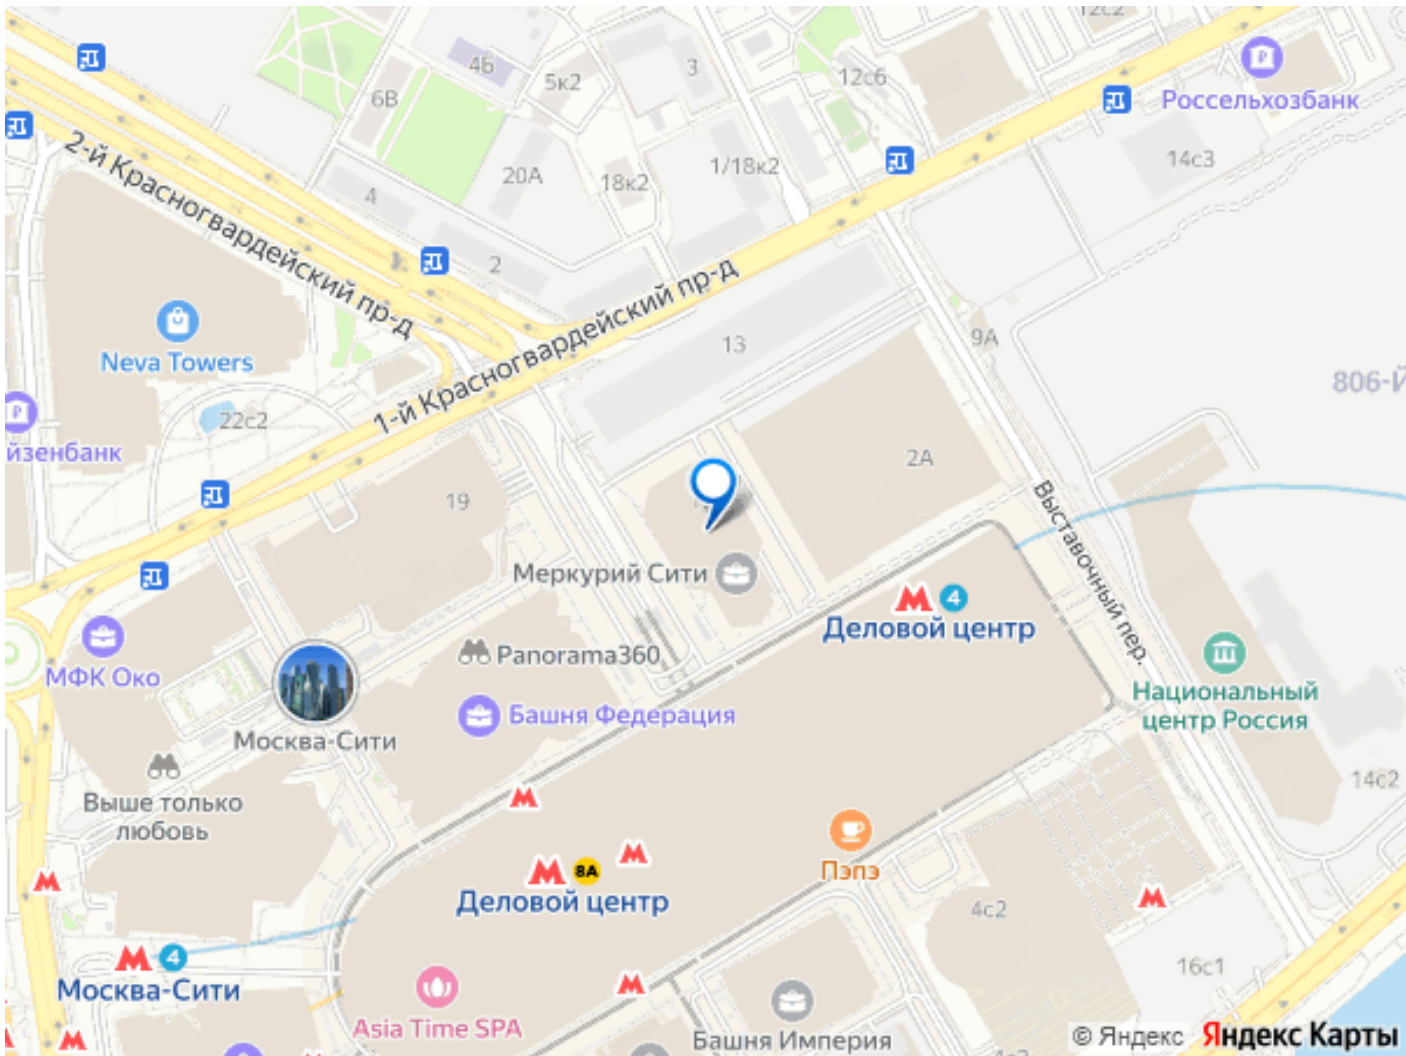 12с2
4Б
3
5к2
12с6
6В
Россельхозбанк
2-й Красногвардейский пр-д
1/18к2
14с3
20А
18к2
4
2
1-й Красногвардейский пр-д
13
9А
Neva Towers
806-Й
22с2
йзенбанк
2А
19
Выставочный пер.
Меркурий Сити
4
Деловой центр
Panorama360
МФК Око
Башня Федерация
Национальный
центр Россия
Москва-Сити
14с2
Выше только
любовь
8А
Пэпэ
Деловой центр
4с2
4
16с1
Москва-Сити
Asia Time SPA
Башня Империя
© Яндекс Яндекс Карты